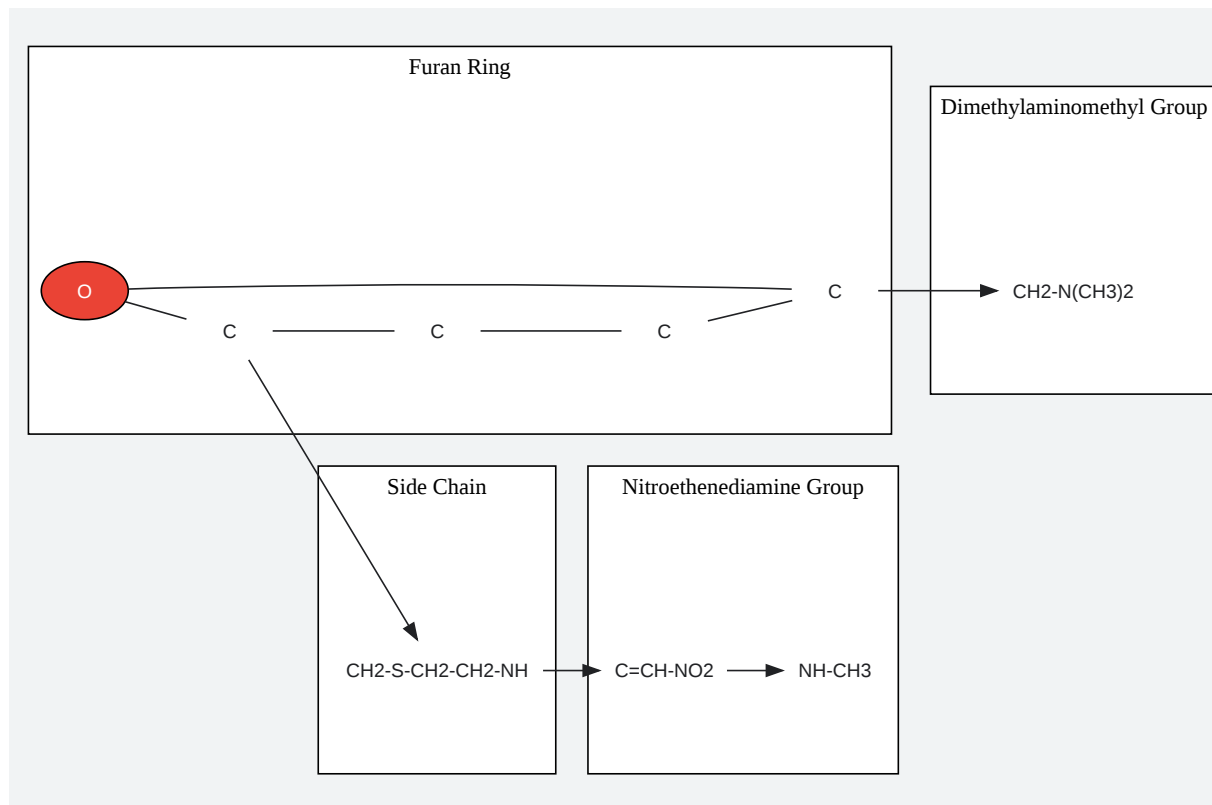 Furan Ring
Dimethylaminomethyl Group
O
C
CH2-N(CH3)2
C
C
C
Side Chain
Nitroethenediamine Group
CH2-S-CH2-CH2-NH
C=CH-NO2
NH-CH3